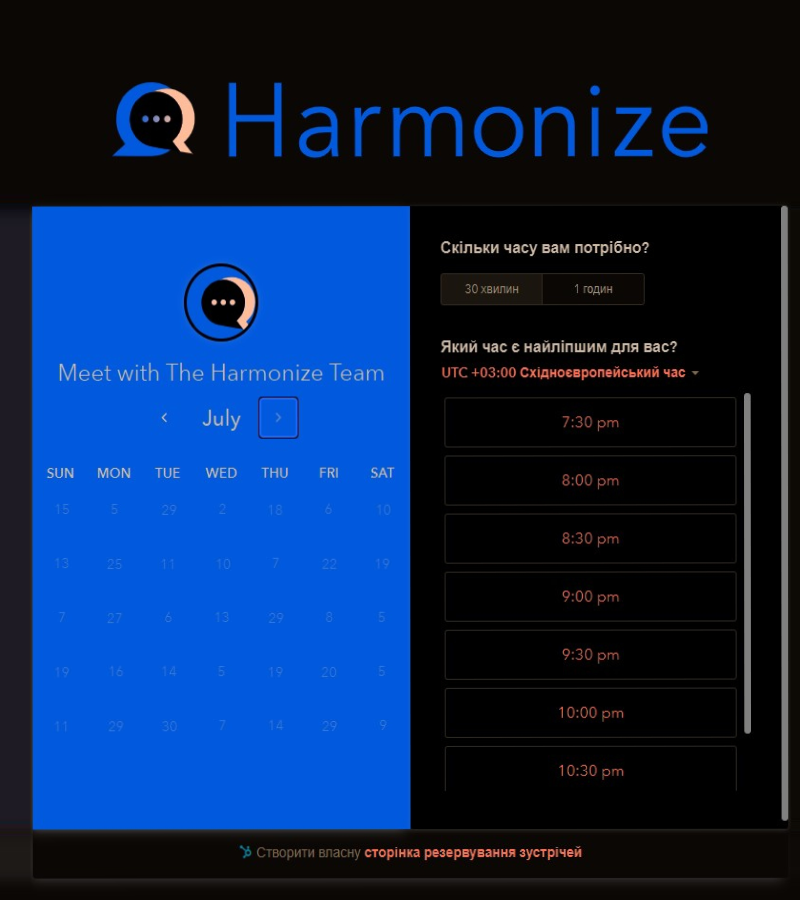 Harmonize
Meet with The Harmonize Team
July
SUN MON TUE WED THU FRI SAT
15 5 29 2 18 6 10
13 25 11 10 7 22 19
7 27 6 13 29 8 5
19 16 14 5 19 20 5
11 29 30 7 14 29 9
Скільки часу вам потрібно?
30 хвилин 1 годин
Який час є найліпшим для вас?
UTC +03:00 Східноєвропейський час
7:30 pm
8:00 pm
8:30 pm
9:00 pm
9:30 pm
10:00 pm
10:30 pm
Створити власну сторінка резервування зустрічей